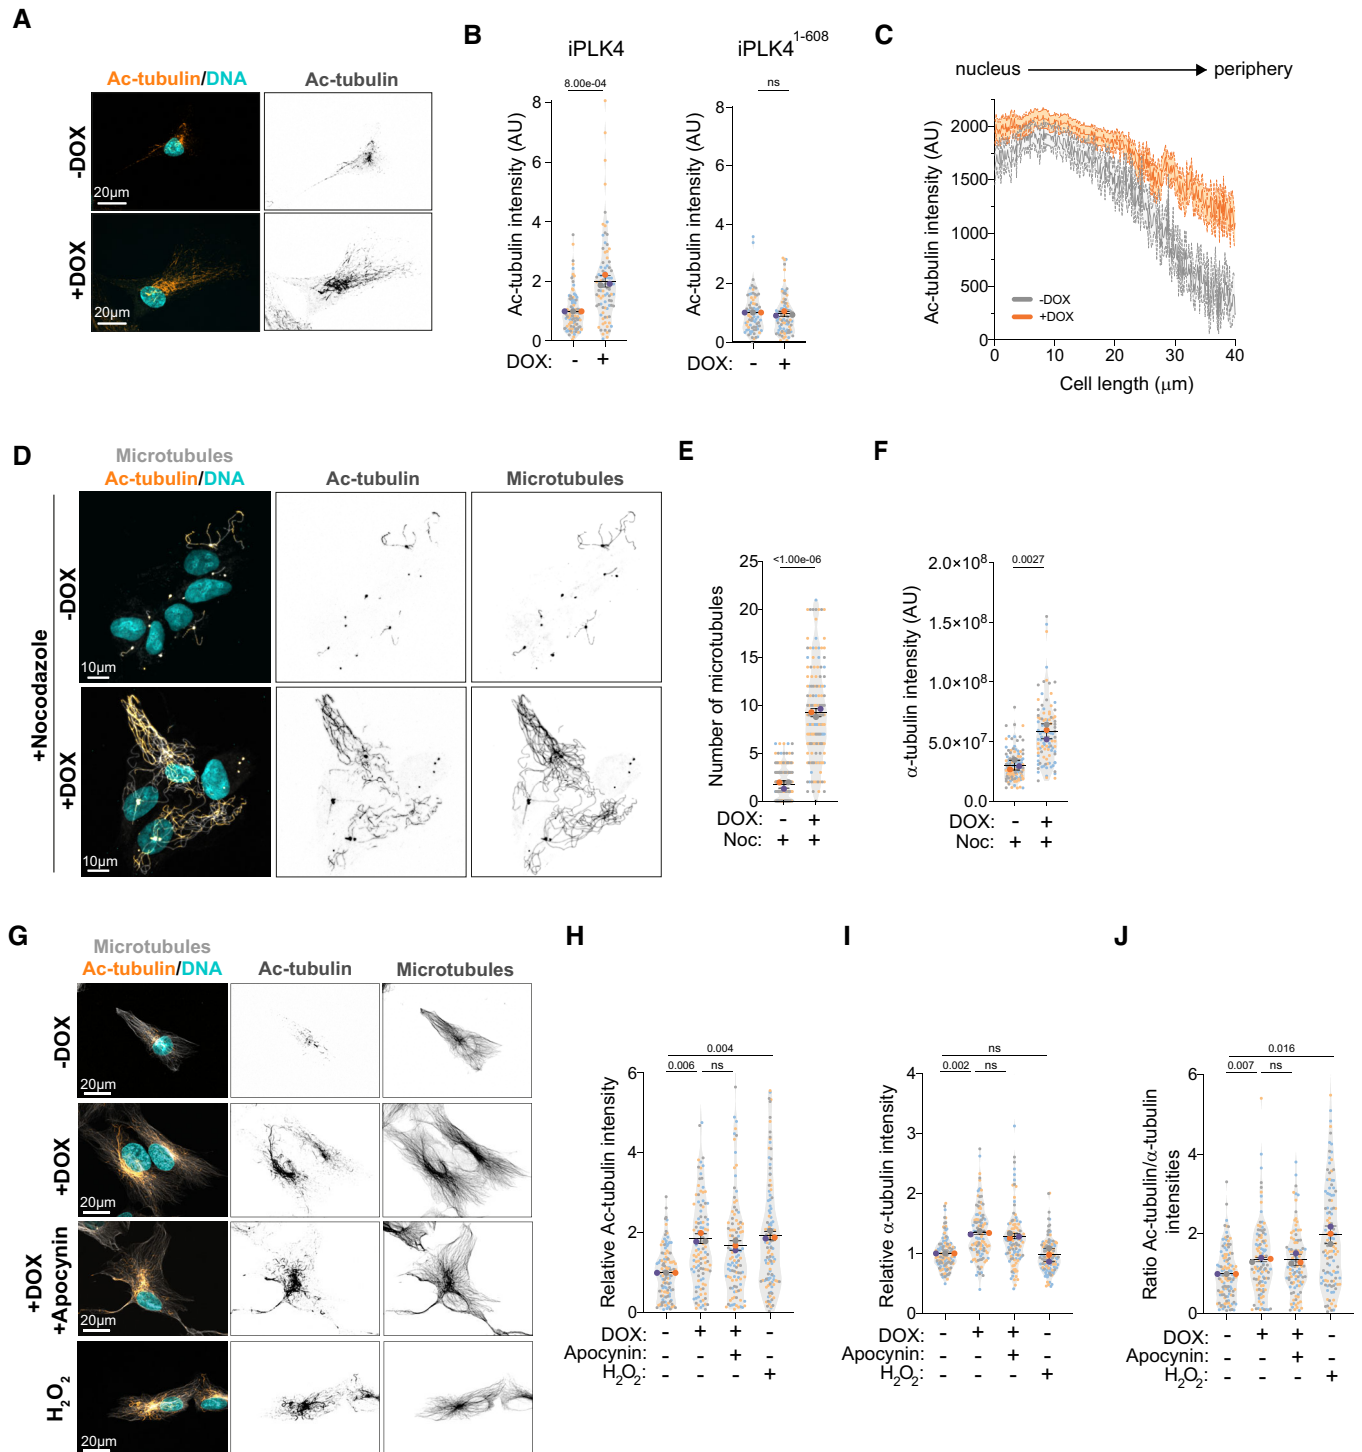 A
Ac-tubulin/DNA
Ac-tubulin
-DOX
20µm
+DOX
20µm
B
iPLK4
iPLK4 1-608
8.00e-04
ns
Ac-tubulin intensity (AU)
8
6
4
2
0
DOX: - +
Ac-tubulin intensity (AU)
8
6
4
2
0
DOX: - +
C
nucleus
periphery
Ac-tubulin intensity (AU)
2000
1500
1000
500
0
-DOX
+DOX
0 10 20 30 40
Cell length (µm)
D
Microtubules
Ac-tubulin/DNA
Ac-tubulin
Microtubules
+Nocodazole
-DOX
10µm
+DOX
10µm
E
<1.00e-06
Number of microtubules
25
20
15
10
5
0
DOX: - +
Noc: + +
F
0.0027
α-tubulin intensity (AU)
2.0×10⁸
1.5×10⁸
1.0×10⁸
5.0×10⁷
0.0
DOX: - +
Noc: + +
G
Microtubules
Ac-tubulin/DNA
Ac-tubulin
Microtubules
-DOX
20µm
+DOX
20µm
+DOX
+Apocynin
20µm
H₂O₂
20µm
H
0.004
0.006
ns
Relative Ac-tubulin intensity
6
4
2
0
DOX: - + + -
Apocynin: - - + -
H₂O₂: - - - +
I
ns
0.002
ns
Relative α-tubulin intensity
4
3
2
1
0
DOX: - + + -
Apocynin: - - + -
H₂O₂: - - - +
J
0.016
0.007
ns
Ratio Ac-tubulin/α-tubulin
intensities
6
4
2
0
DOX: - + + -
Apocynin: - - + -
H₂O₂: - - - +